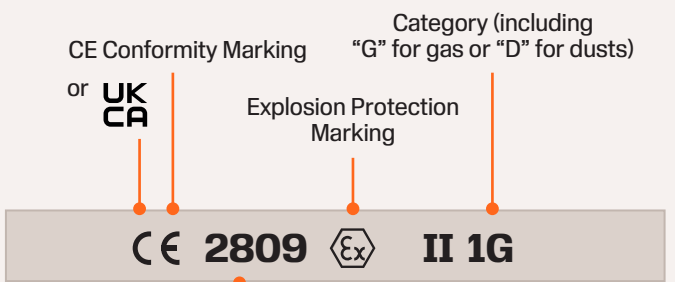 Category (including
“G” for gas or “D” for dusts)
CE Conformity Marking
or UK
CA
Explosion Protection
Marking
CE 2809 Ex II 1G